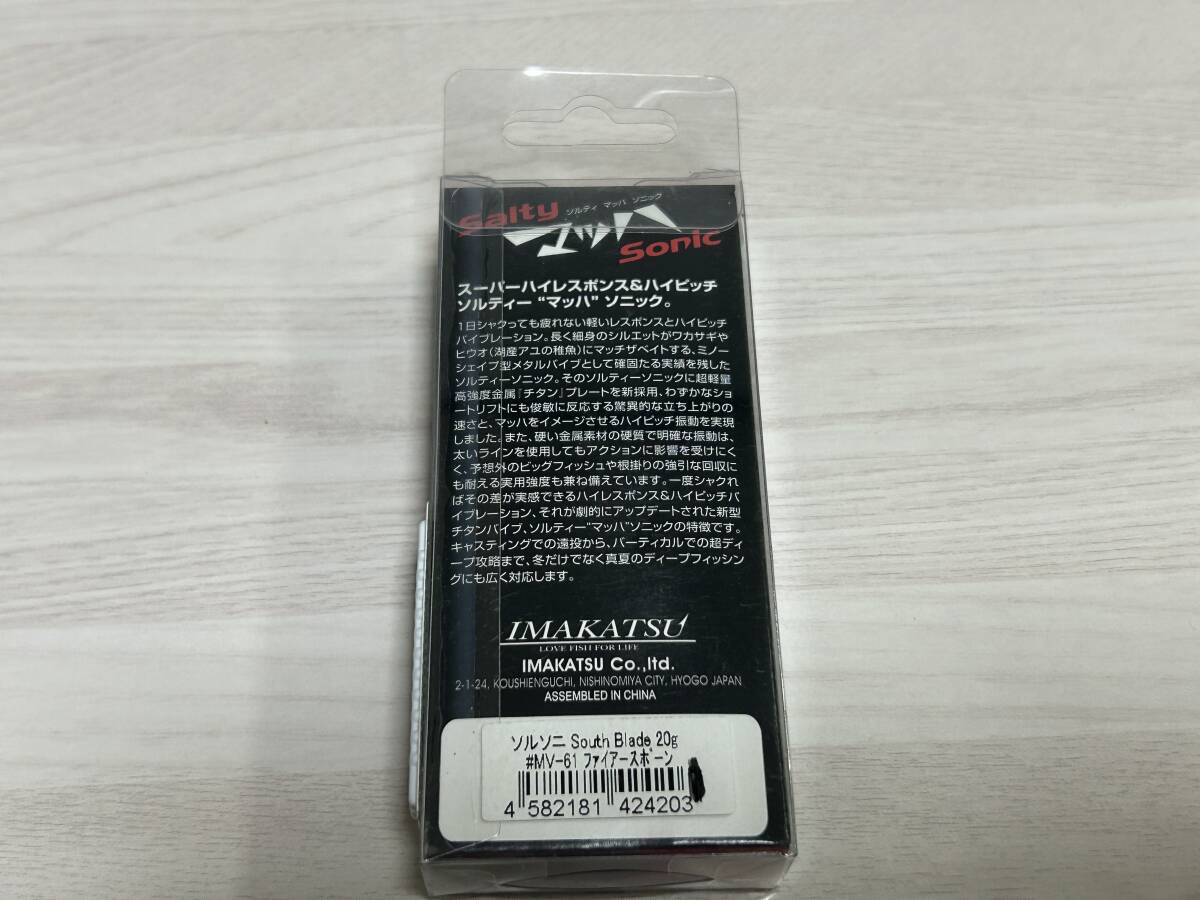 Salty
ソルティ マッハ ソニック
マッハ
Sonic
スーパーハイレスポンス&ハイピッチ
ソルティー“マッハ”ソニック。
1日シャクっても疲れない軽いレスポンスとハイピッチ
バイブレーション。長く細身のシルエットがワカサギや
ヒウオ(湖産アユの稚魚)にマッチザベイトする、ミノー
シェイプ型メタルバイブとして確固たる実績を残した
ソルティーソニック。そのソルティーソニックに超軽量
高強度金属『チタン』プレートを新採用、わずかなショ
ートリフトにも俊敏に反応する驚異的な立ち上がりの
速さと、マッハをイメージさせるハイピッチ振動を実現
しました。また、硬い金属素材の硬質で明確な振動は、
太いラインを使用してもアクションに影響を受けにく
く、予想外のビッグフィッシュや根掛りの強引な回収に
も耐える実用強度も兼ね備えています。一度シャクれ
ばその差が実感できるハイレスポンス&ハイピッチバ
イブレーション、それが劇的にアップデートされた新型
チタンバイブ、ソルティー“マッハ”ソニックの特徴です。
キャスティングでの遠投から、バーティカルでの超ディ
ープ攻略まで、冬だけでなく真夏のディープフィッシン
グにも広く対応します。
IMAKATSU
LOVE FISH FOR LIFE
IMAKATSU Co.,ltd.
2-1-24, KOUSHIENGUCHI, NISHINOMIYA CITY, HYOGO JAPAN
ASSEMBLED IN CHINA
ソルソニ South Blade 20g
#MV-61 ファイアースポーン
4 582181 424203